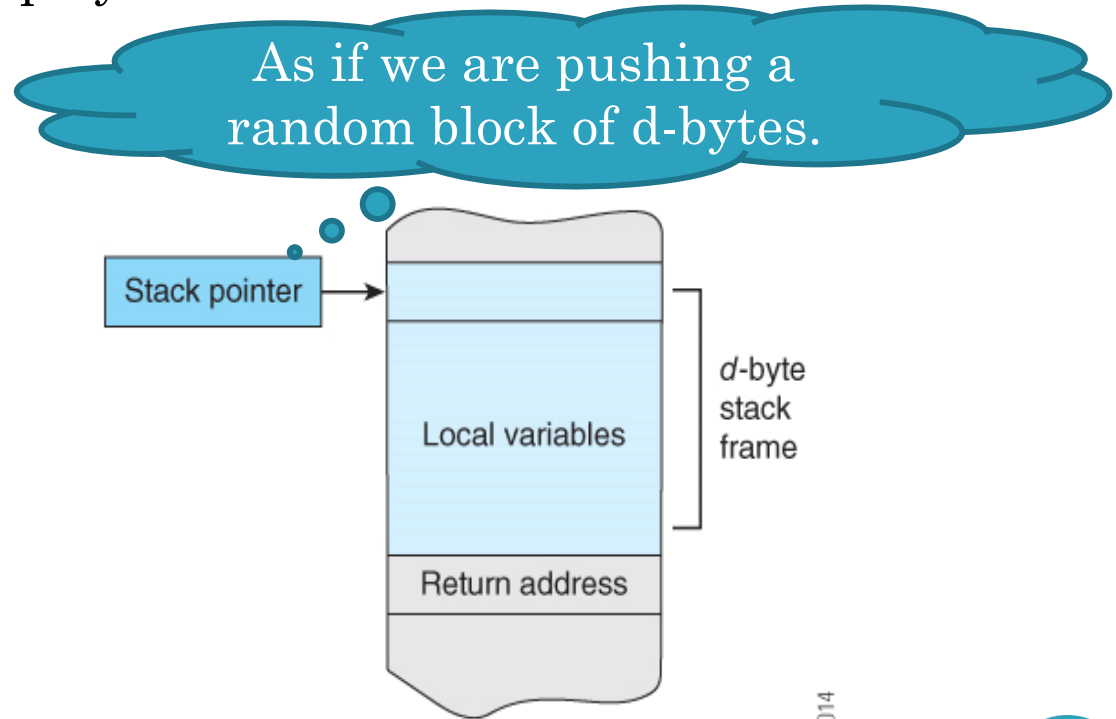 As if we are pushing a
random block of d-bytes.
Stack pointer
d-byte
stack
frame
Local variables
Return address